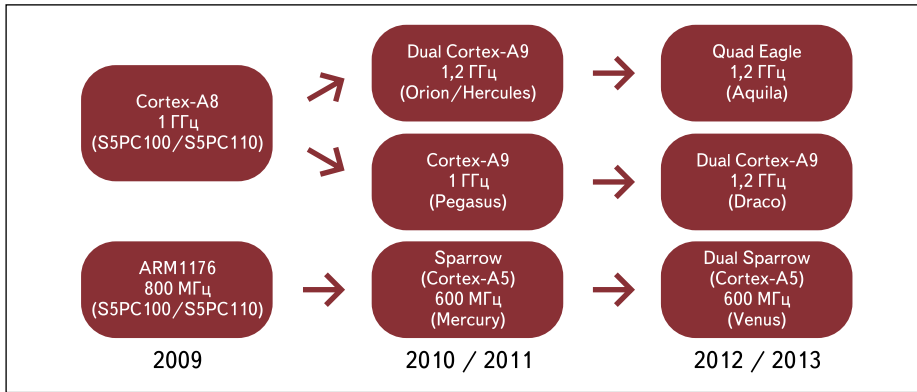 Cortex-A8
1 ГГц
(S5PC100/S5PC110)
Dual Cortex-A9
1,2 ГГц
(Orion/Hercules)
Quad Eagle
1,2 ГГц
(Aquila)
Cortex-A9
1 ГГц
(Pegasus)
Dual Cortex-A9
1,2 ГГц
(Draco)
ARM1176
800 МГц
(S5PC100/S5PC110)
Sparrow
(Cortex-A5)
600 МГц
(Mercury)
Dual Sparrow
(Cortex-A5)
600 МГц
(Venus)
2009
2010 / 2011
2012 / 2013